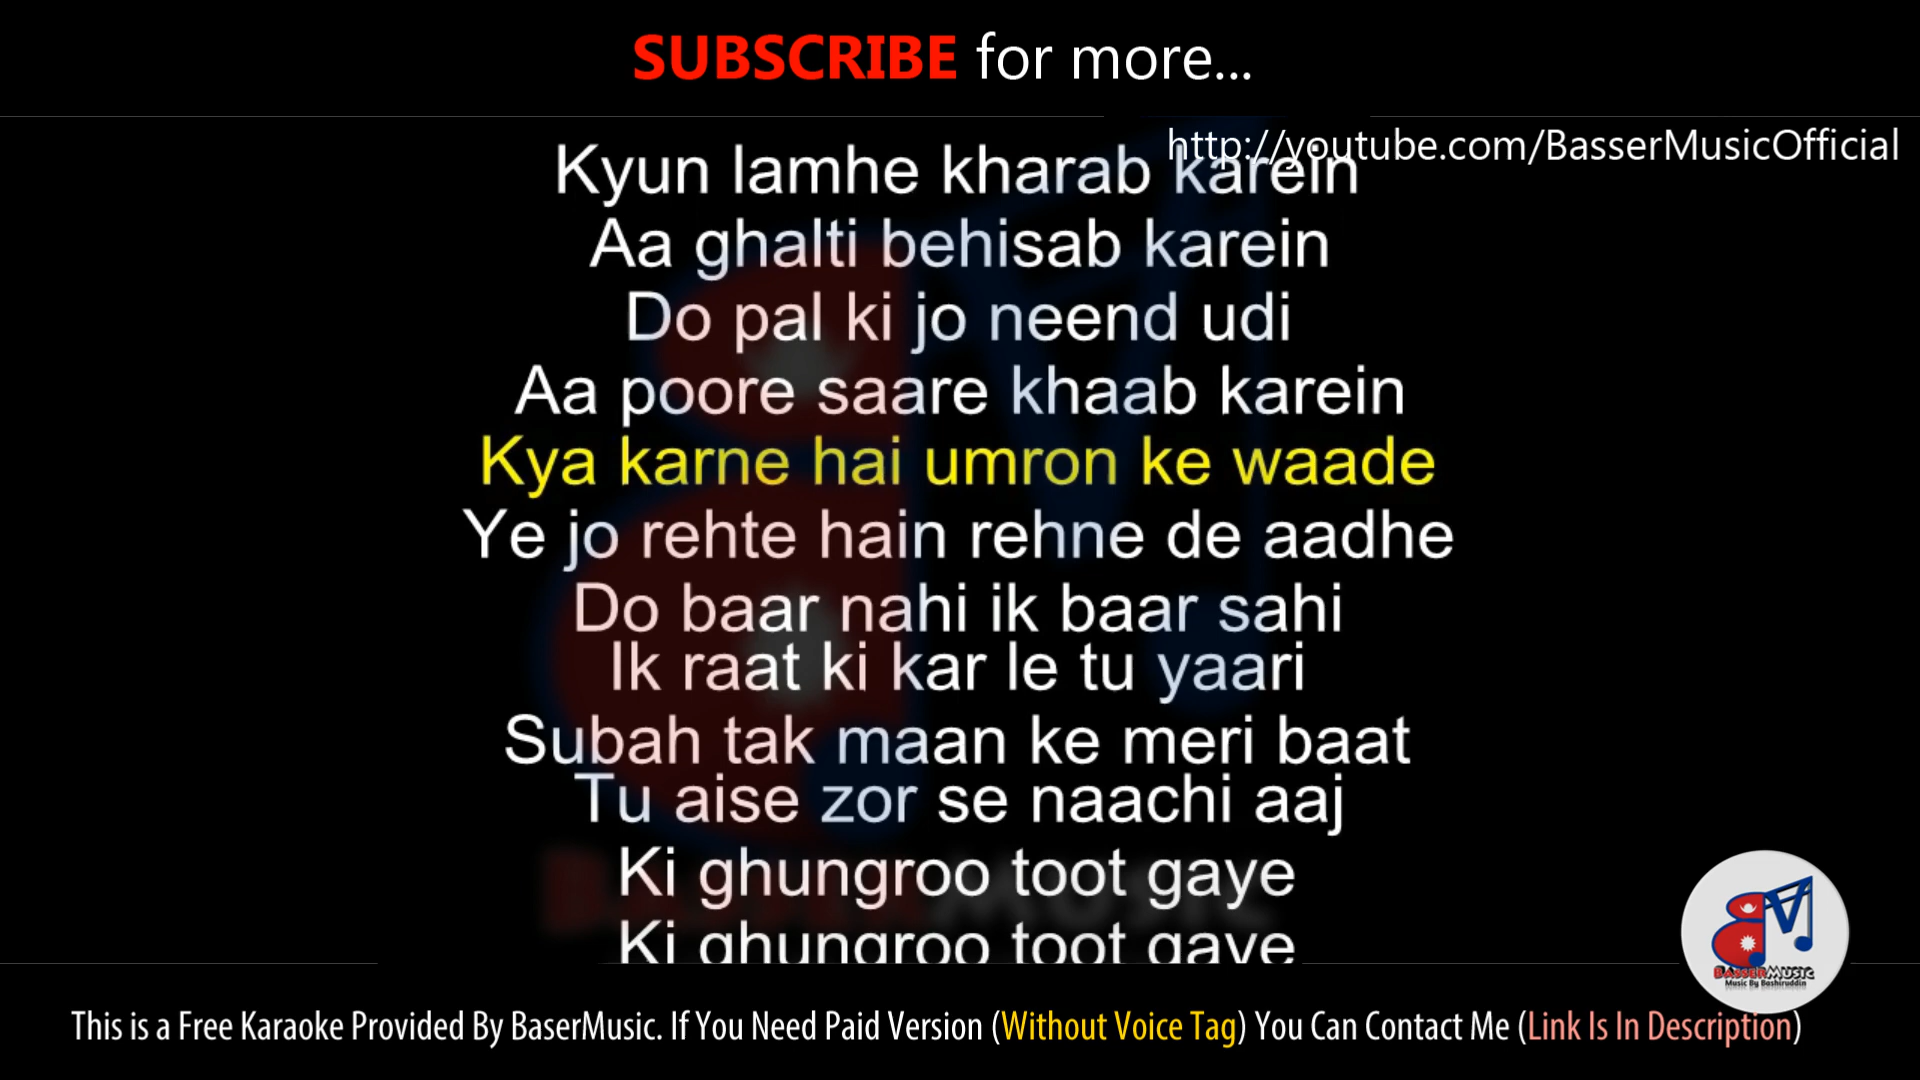 SUBSCRIBE for more...
http://youtube.com/BasserMusicOfficial
Kyun lamhe kharab karein
Aa ghalti behisab karein
Do pal ki jo neend udi
Aa poore saare khaab karein
Kya karne hai umron ke waade
Ye jo rehte hain rehne de aadhe
Do baar nahi ik baar sahi
Ik raat ki kar le tu yaari
Subah tak maan ke meri baat
Tu aise zor se naachi aaj
Ki ghungroo toot gaye
Ki ghungroo toot gaye
BASSERMUSIC
BASSERMUSIC
Music By Bashiruddin
This is a Free Karaoke Provided By BaserMusic. If You Need Paid Version (Without Voice Tag) You Can Contact Me (Link Is In Description)